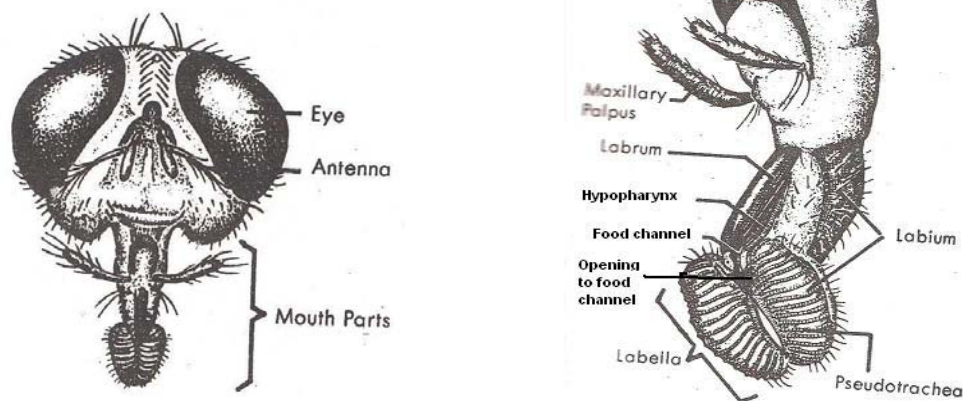 Eye
Antenna
Mouth Parts
Maxillary
Palpus
Labrum
Hypopharynx
Food channel
Opening
to food
channel
Labium
Labella
Pseudotrachea